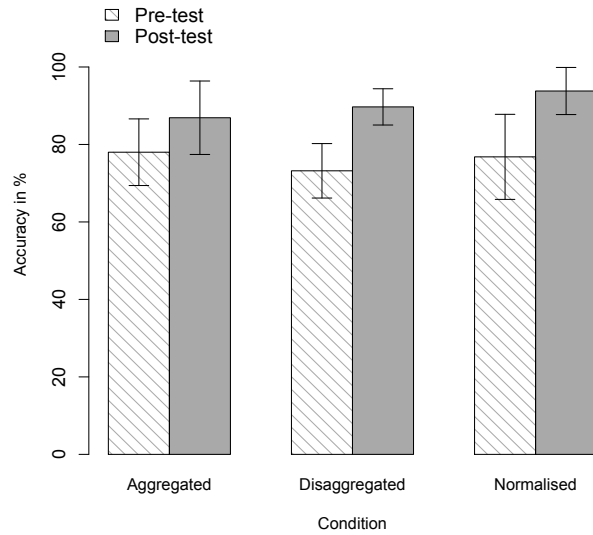 Pre-test
Post-test
100
80
60
40
20
0
Accuracy in %
Aggregated Disaggregated Normalised
Condition